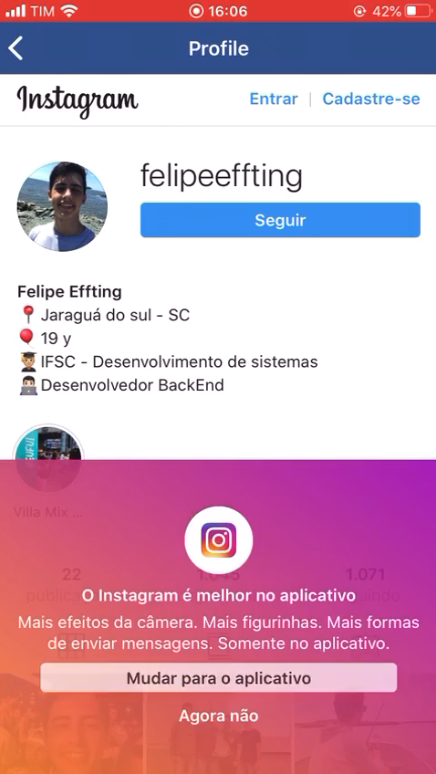 TIM 16:06 42%
Profile
Instagram Entrar | Cadastre-se
felipeeffting
Seguir
Felipe Effting
Jaraguá do sul - SC
19 y
IFSC - Desenvolvimento de sistemas
Desenvolvedor BackEnd
Villa Mix ...
22 1.045 1.071
O Instagram é melhor no aplicativo
Mais efeitos da câmera. Mais figurinhas. Mais formas
de enviar mensagens. Somente no aplicativo.
Mudar para o aplicativo
Agora não